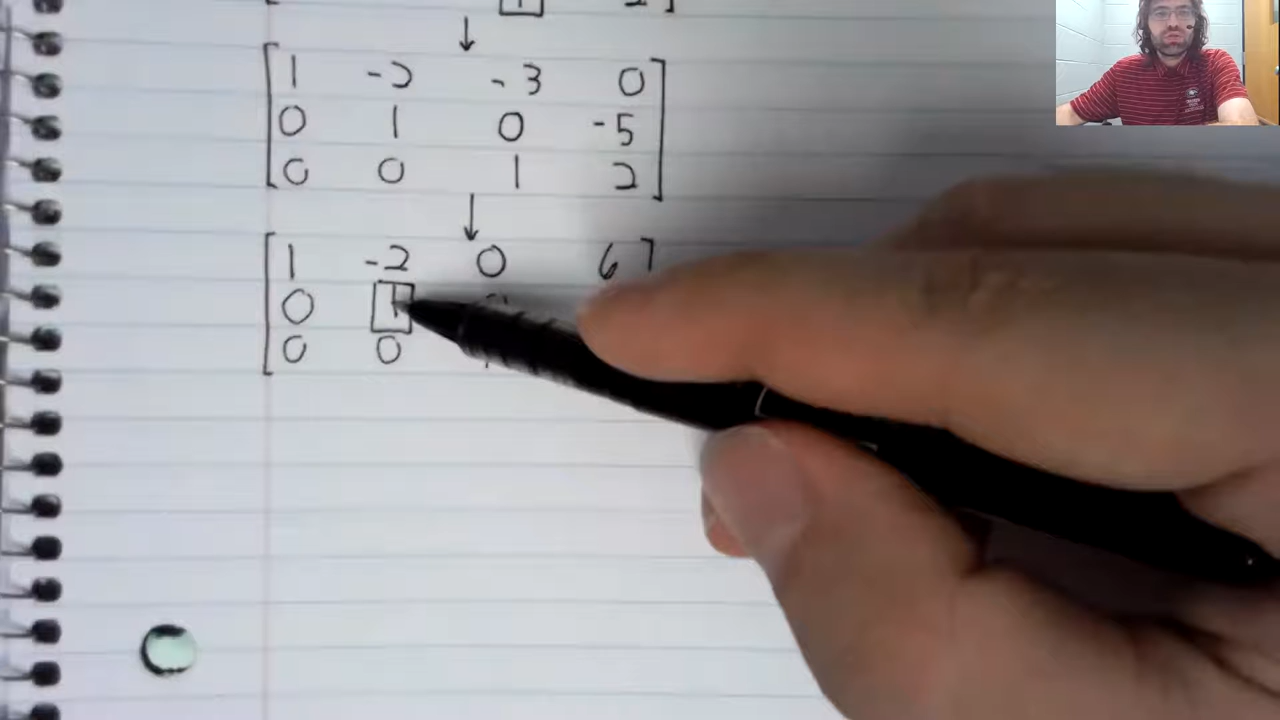 ↓
1 -2 -3 0
0 1 0 -5
0 0 1 2
↓
1 -2 0 6
0 1
0 0